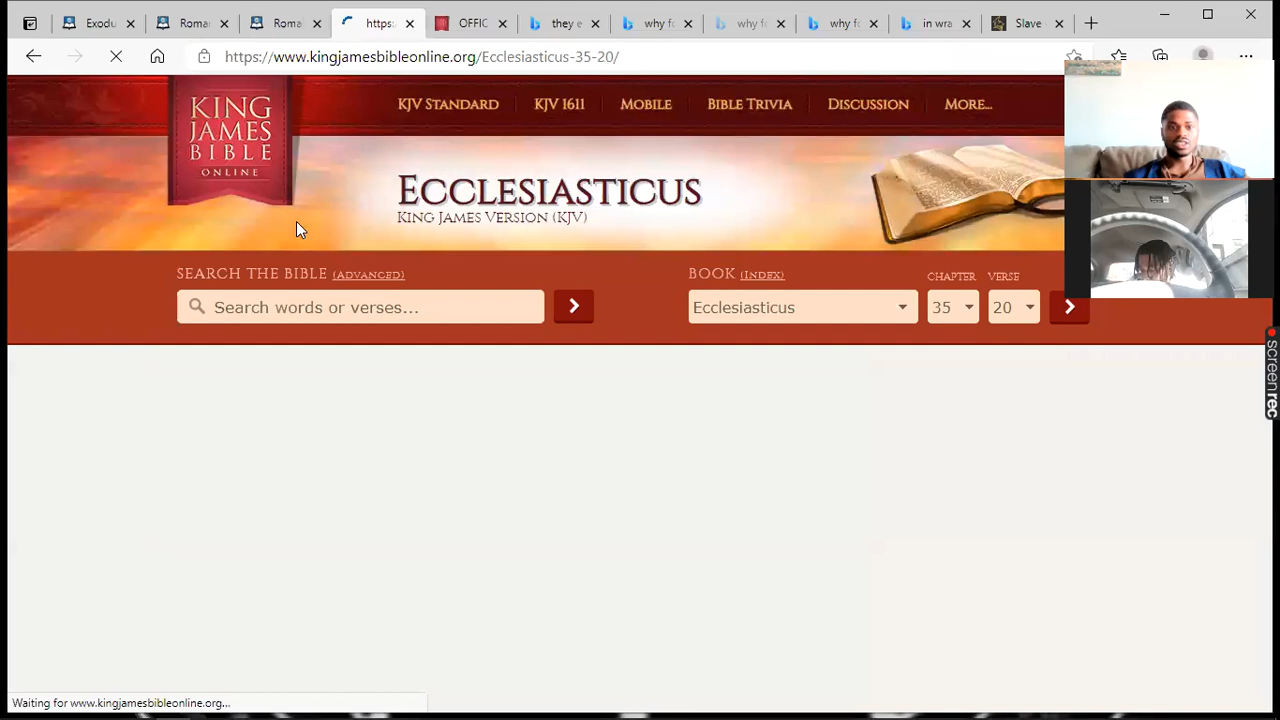 Exodu
Roma
Roma
https:
OFFIC
they e
why fo
why fo
why fo
in wra
Slave
https://www.kingjamesbibleonline.org/Ecclesiasticus-35-20/
KING
JAMES
BIBLE
ONLINE
KJV STANDARD
KJV 1611
MOBILE
BIBLE TRIVIA
DISCUSSION
MORE...
ECCLESIASTICUS
KING JAMES VERSION (KJV)
SEARCH THE BIBLE (ADVANCED)
BOOK (INDEX)
CHAPTER
VERSE
Search words or verses...
Ecclesiasticus
35
20
screenrec
Waiting for www.kingjamesbibleonline.org...